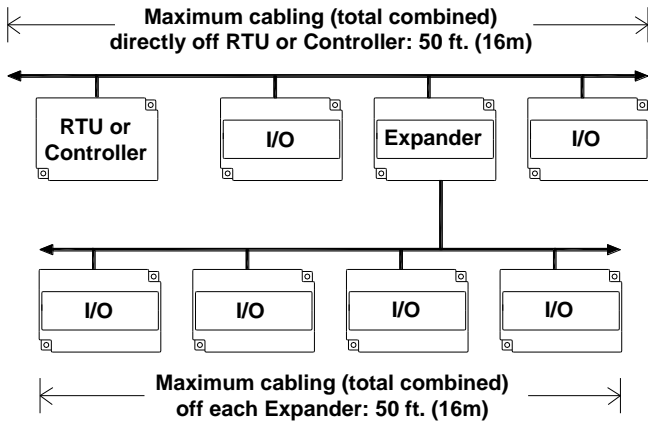 Maximum cabling (total combined)
directly off RTU or Controller: 50 ft. (16m)
RTU or
Controller
I/O
Expander
I/O
I/O
I/O
I/O
I/O
Maximum cabling (total combined)
off each Expander: 50 ft. (16m)